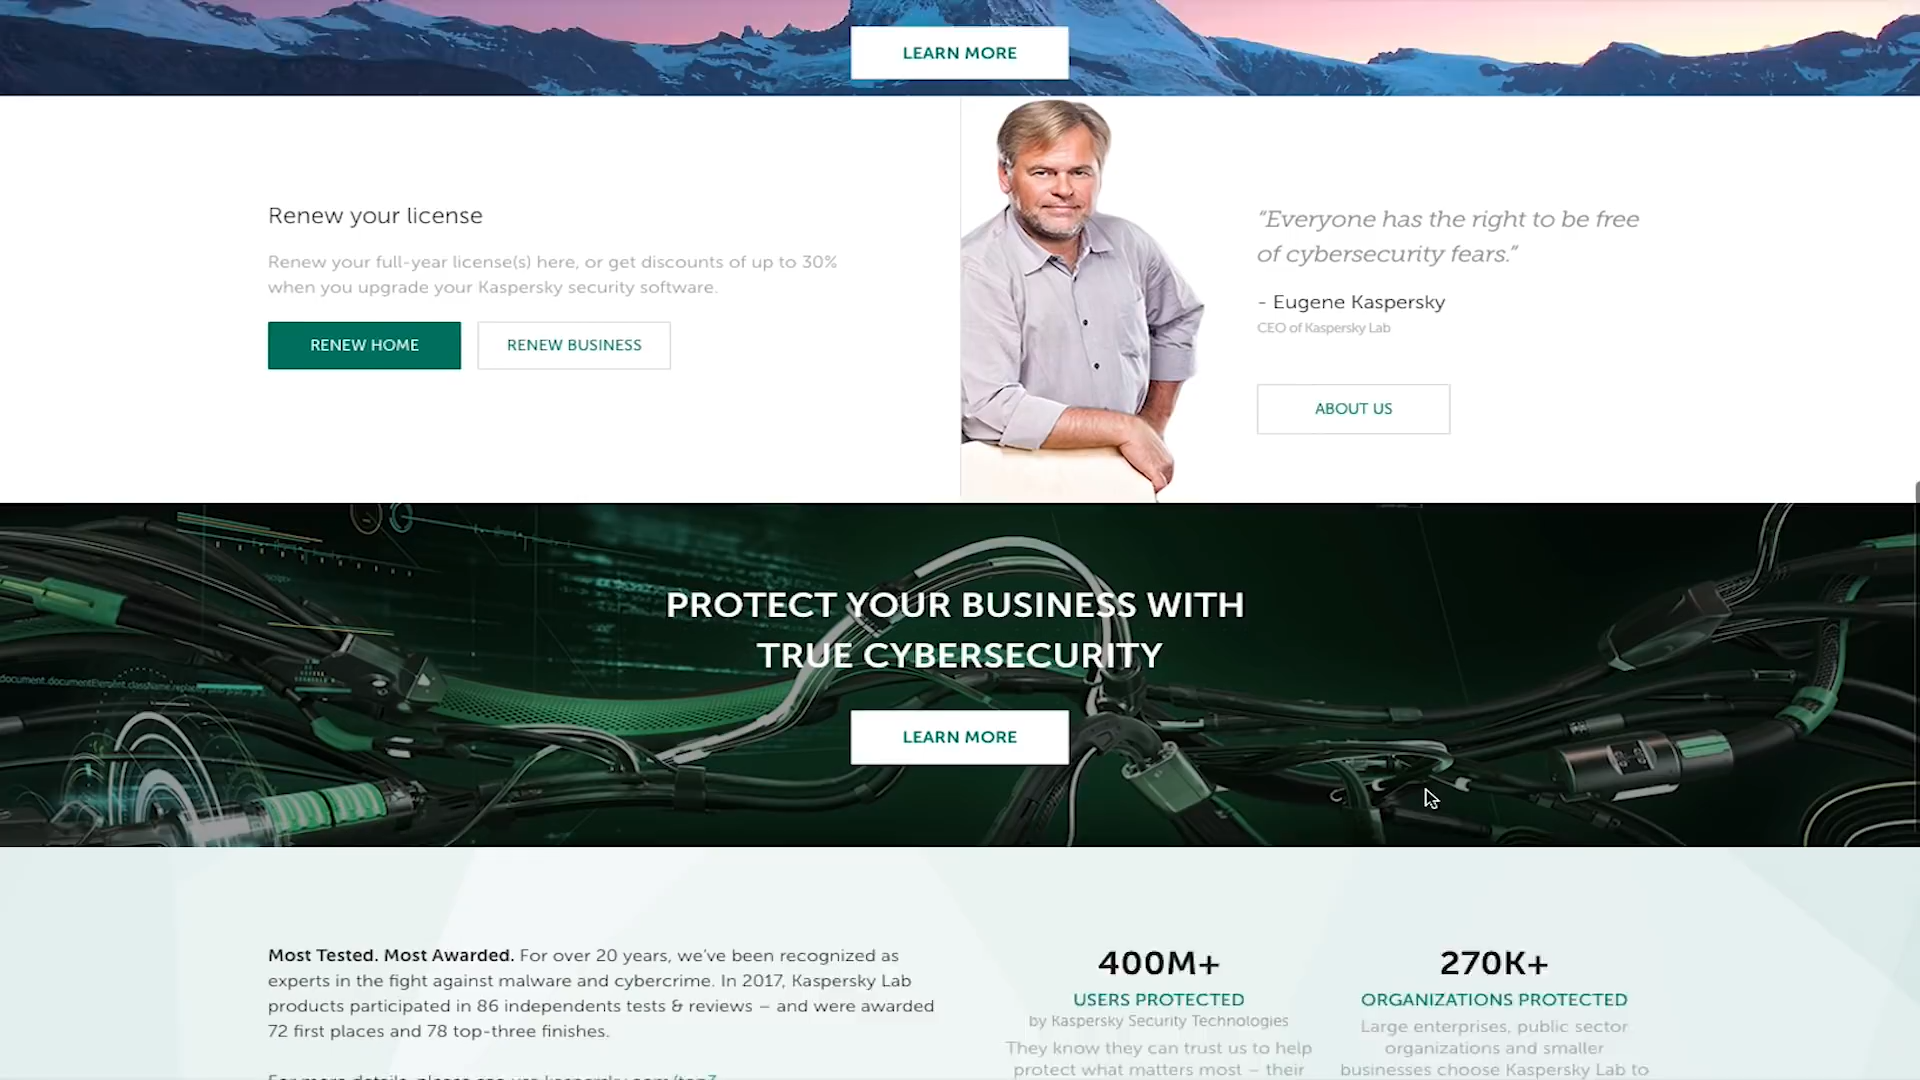 LEARN MORE
Renew your license
Renew your full-year license(s) here, or get discounts of up to 30%
when you upgrade your Kaspersky security software.
RENEW HOME
RENEW BUSINESS
“Everyone has the right to be free
of cybersecurity fears.”
- Eugene Kaspersky
CEO of Kaspersky Lab
ABOUT US
PROTECT YOUR BUSINESS WITH
TRUE CYBERSECURITY
LEARN MORE
document.documentElement.className.replace
Most Tested. Most Awarded. For over 20 years, we’ve been recognized as
experts in the fight against malware and cybercrime. In 2017, Kaspersky Lab
products participated in 86 independents tests & reviews – and were awarded
72 first places and 78 top-three finishes.
400M+
USERS PROTECTED
by Kaspersky Security Technologies
They know they can trust us to help
protect what matters most – their
270K+
ORGANIZATIONS PROTECTED
Large enterprises, public sector
organizations and smaller
businesses choose Kaspersky Lab to